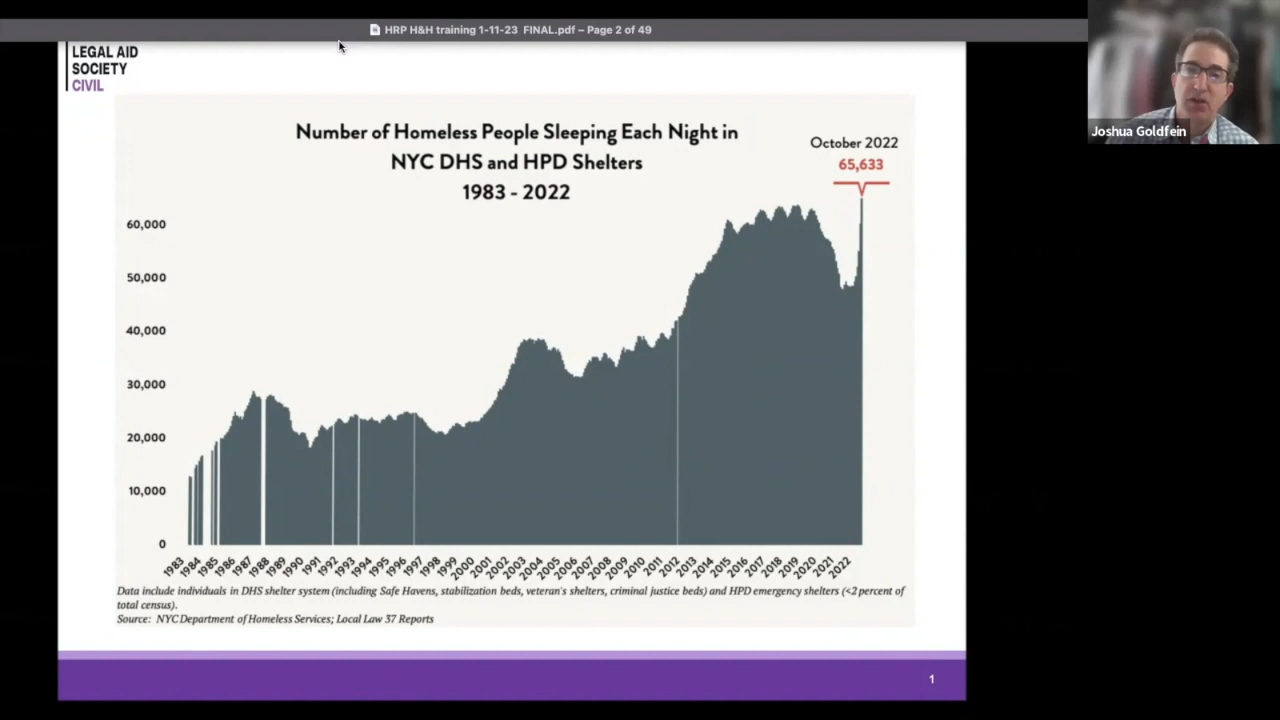 HRP H&H training 1-11-23 FINAL.pdf – Page 2 of 49
LEGAL AID
SOCIETY
CIVIL
Joshua Goldfein
Number of Homeless People Sleeping Each Night in
NYC DHS and HPD Shelters
1983 - 2022
October 2022
65,633
60,000
50,000
40,000
30,000
20,000
10,000
0
1983 1984 1985 1986 1987 1988 1989 1990 1991 1992 1993 1994 1995 1996 1997 1998 1999 2000 2001 2002 2003 2004 2005 2006 2007 2008 2009 2010 2011 2012 2013 2014 2015 2016 2017 2018 2019 2020 2021 2022
Data include individuals in DHS shelter system (including Safe Havens, stabilization beds, veteran's shelters, criminal justice beds) and HPD emergency shelters (<2 percent of
total census).
Source: NYC Department of Homeless Services; Local Law 37 Reports
1